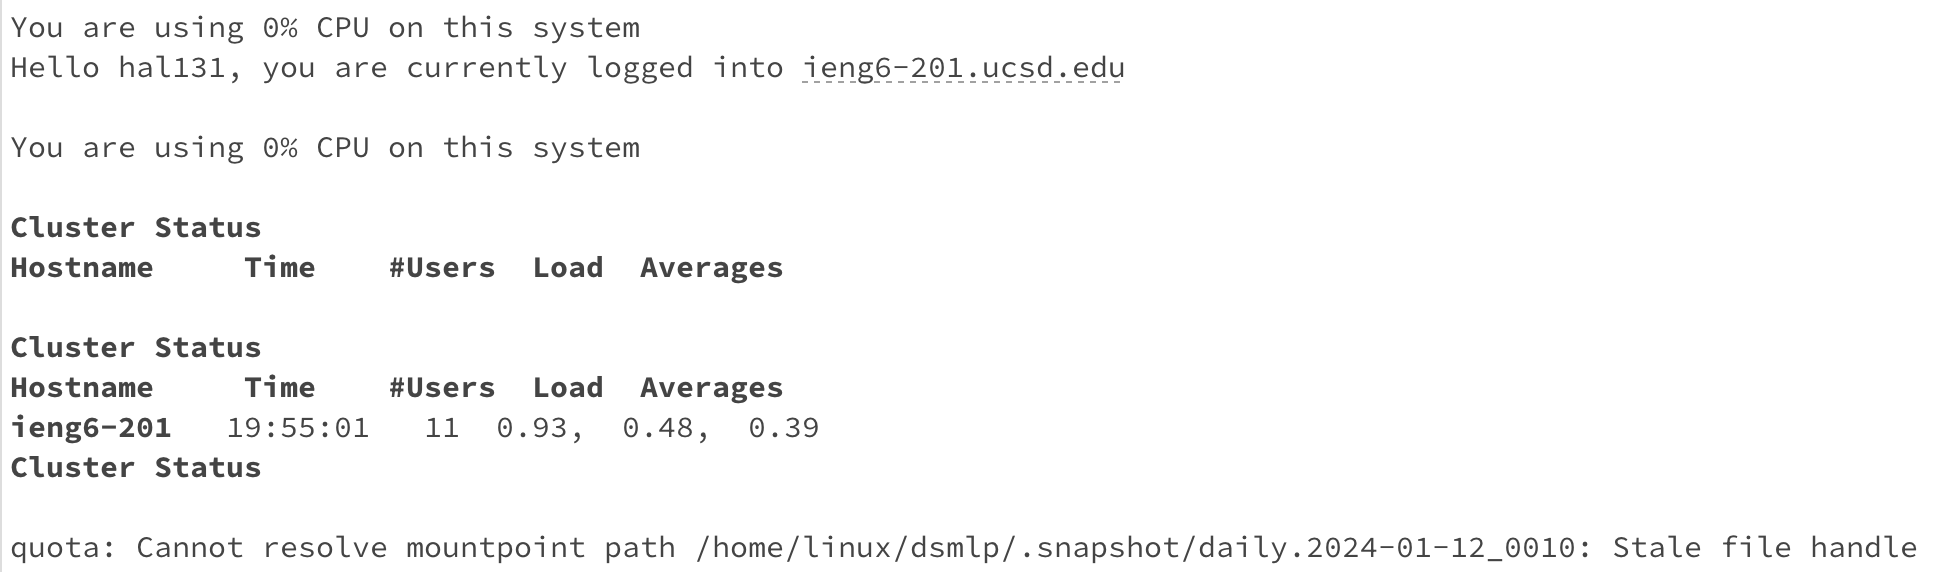 You are using 0% CPU on this system
Hello hal131, you are currently logged into ieng6-201.ucsd.edu
You are using 0% CPU on this system
Cluster Status
Hostname     Time    #Users  Load  Averages
Cluster Status
Hostname     Time    #Users  Load  Averages
ieng6-201   19:55:01   11  0.93,  0.48,  0.39
Cluster Status
quota: Cannot resolve mountpoint path /home/linux/dsmlp/.snapshot/daily.2024-01-12_0010: Stale file handle